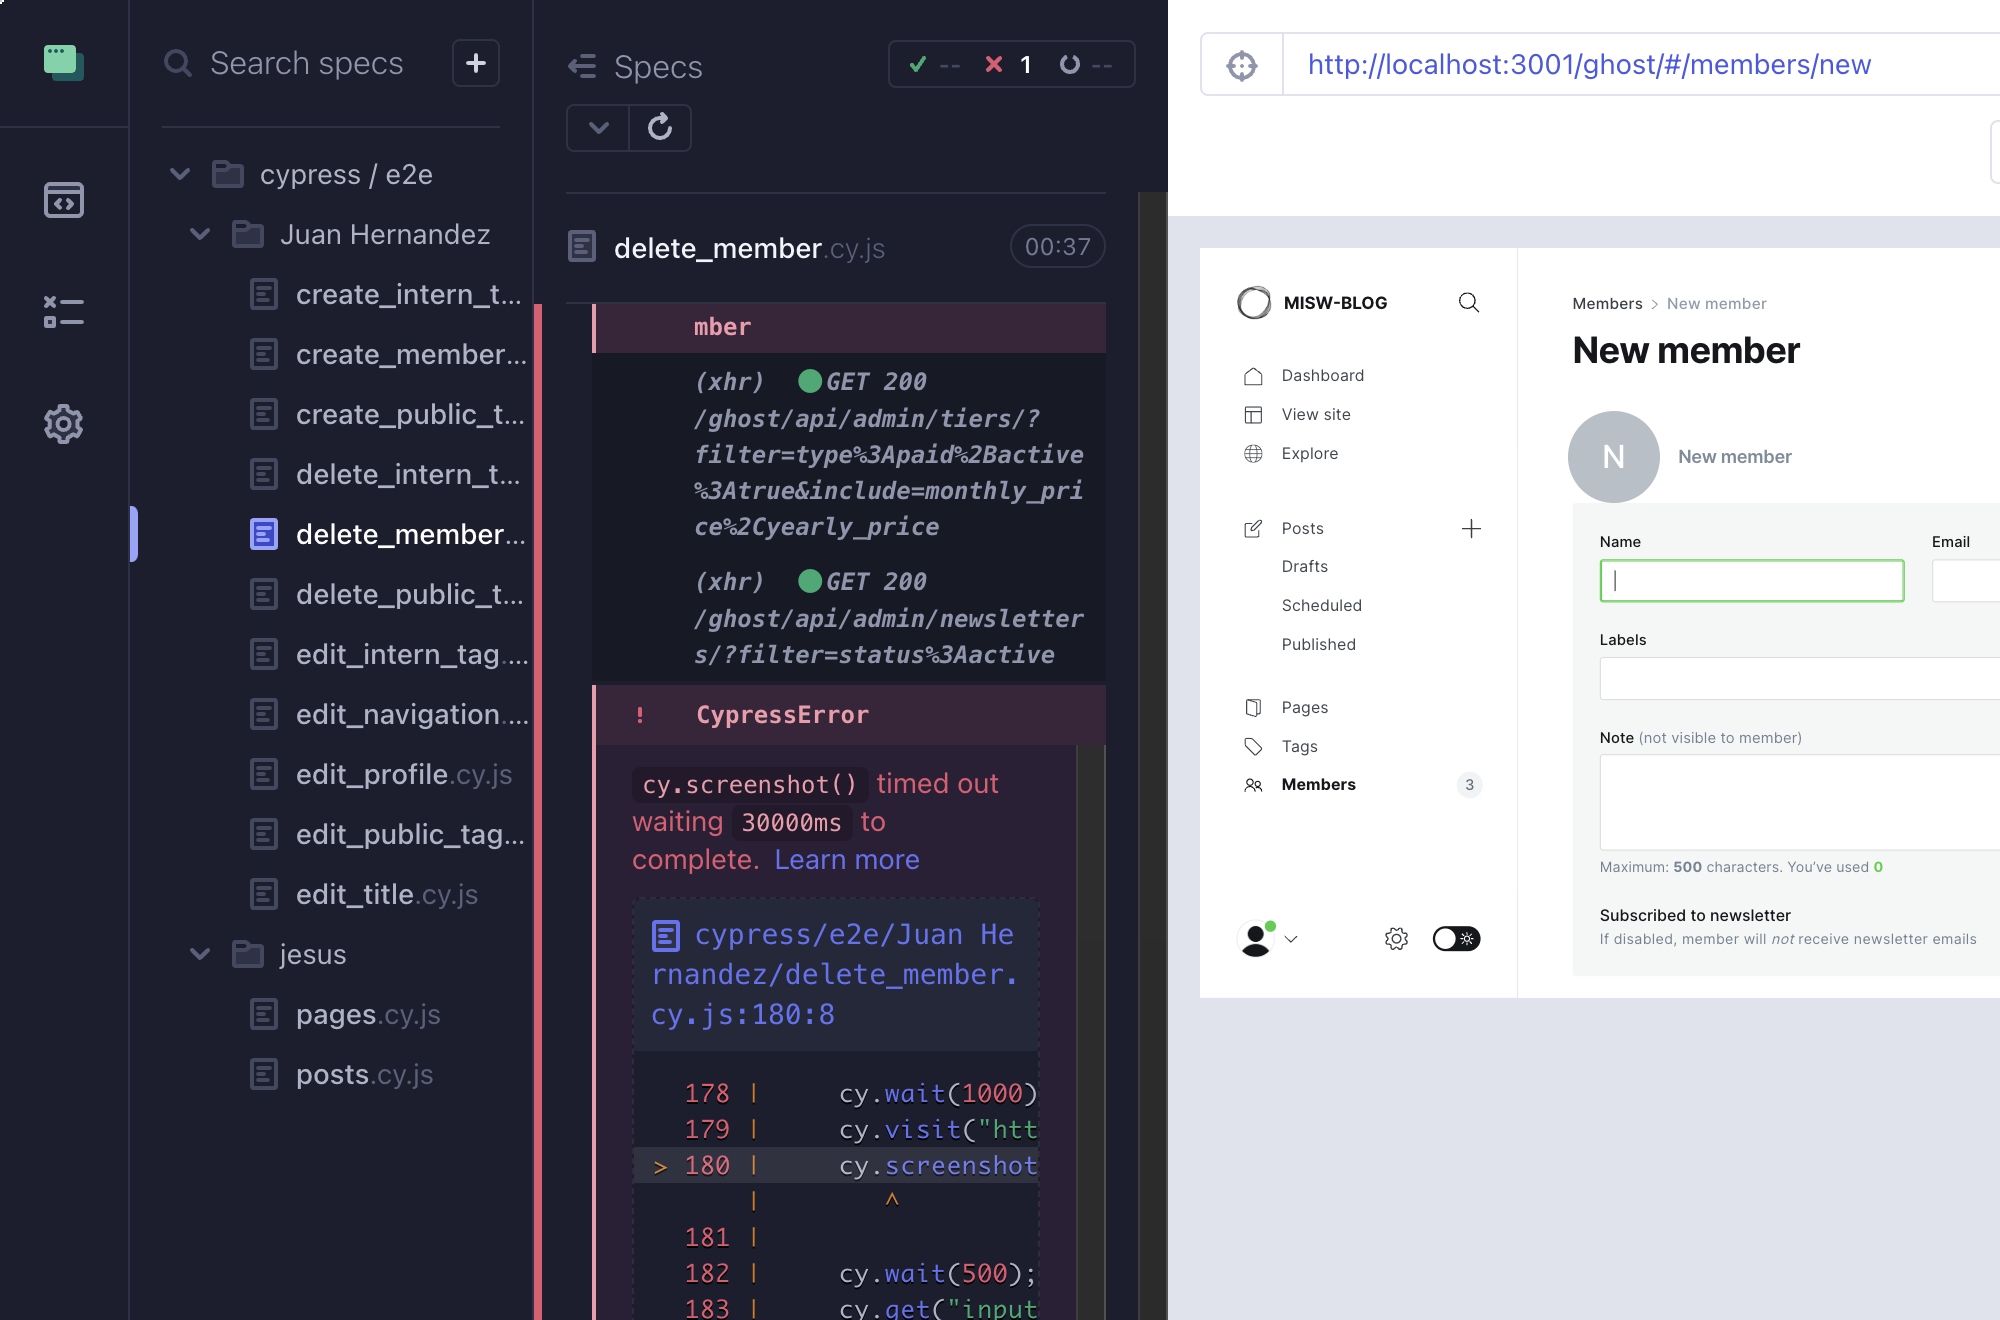 Search specs
cypress / e2e
Juan Hernandez
create_intern_t...
create_member...
create_public_t...
delete_intern_t...
delete_member...
delete_public_t...
edit_intern_tag....
edit_navigation....
edit_profile.cy.js
edit_public_tag...
edit_title.cy.js
jesus
pages.cy.js
posts.cy.js
Specs
-- 1 --
delete_member.cy.js 00:37
mber
(xhr) GET 200
/ghost/api/admin/tiers/?
filter=type%3Apaid%2Bactive
%3Atrue&include=monthly_pri
ce%2Cyearly_price
(xhr) GET 200
/ghost/api/admin/newsletter
s/?filter=status%3Aactive
! CypressError
cy.screenshot() timed out
waiting 30000ms to
complete. Learn more
cypress/e2e/Juan He
rnandez/delete_member.
cy.js:180:8
178 | cy.wait(1000)
179 | cy.visit("htt
> 180 | cy.screenshot
| ^
181 |
182 | cy.wait(500);
183 | cy.get("input
http://localhost:3001/ghost/#/members/new
MISW-BLOG
Dashboard
View site
Explore
Posts
Drafts
Scheduled
Published
Pages
Tags
Members 3
Members > New member
New member
N New member
Name Email
Labels
Note (not visible to member)
Maximum: 500 characters. You’ve used 0
Subscribed to newsletter
If disabled, member will not receive newsletter emails